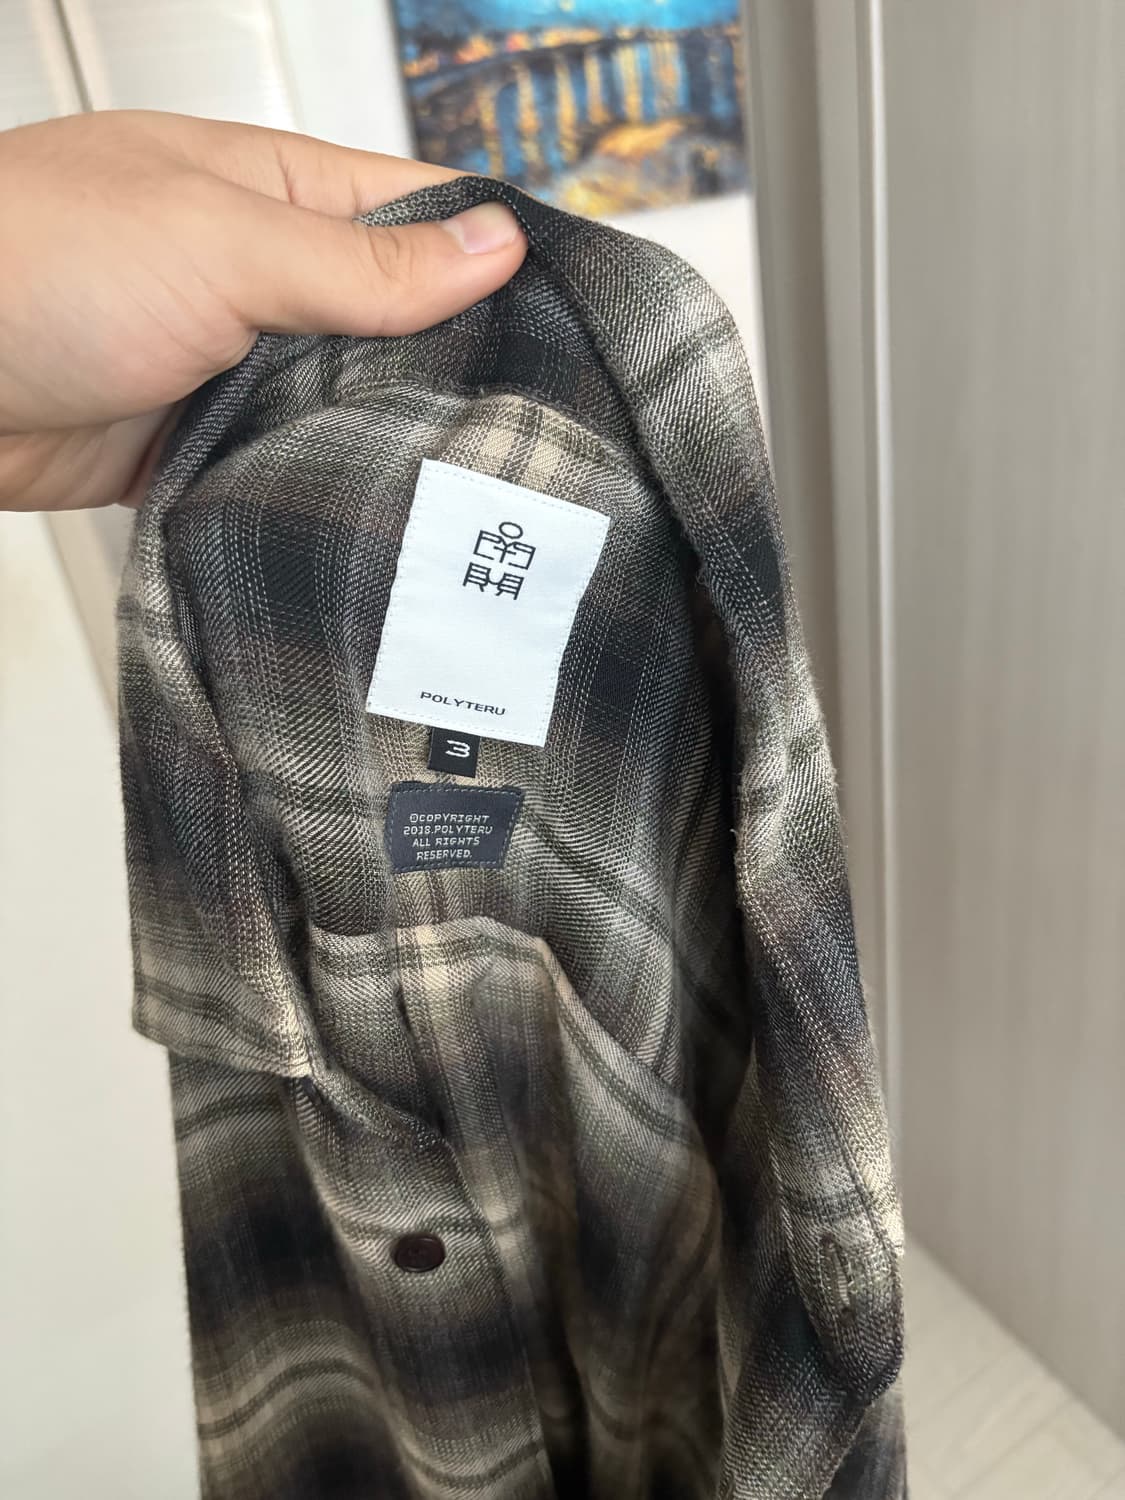 POLYTERU
3
©COPYRIGHT
2018.POLYTERU
ALL RIGHTS
RESERVED.